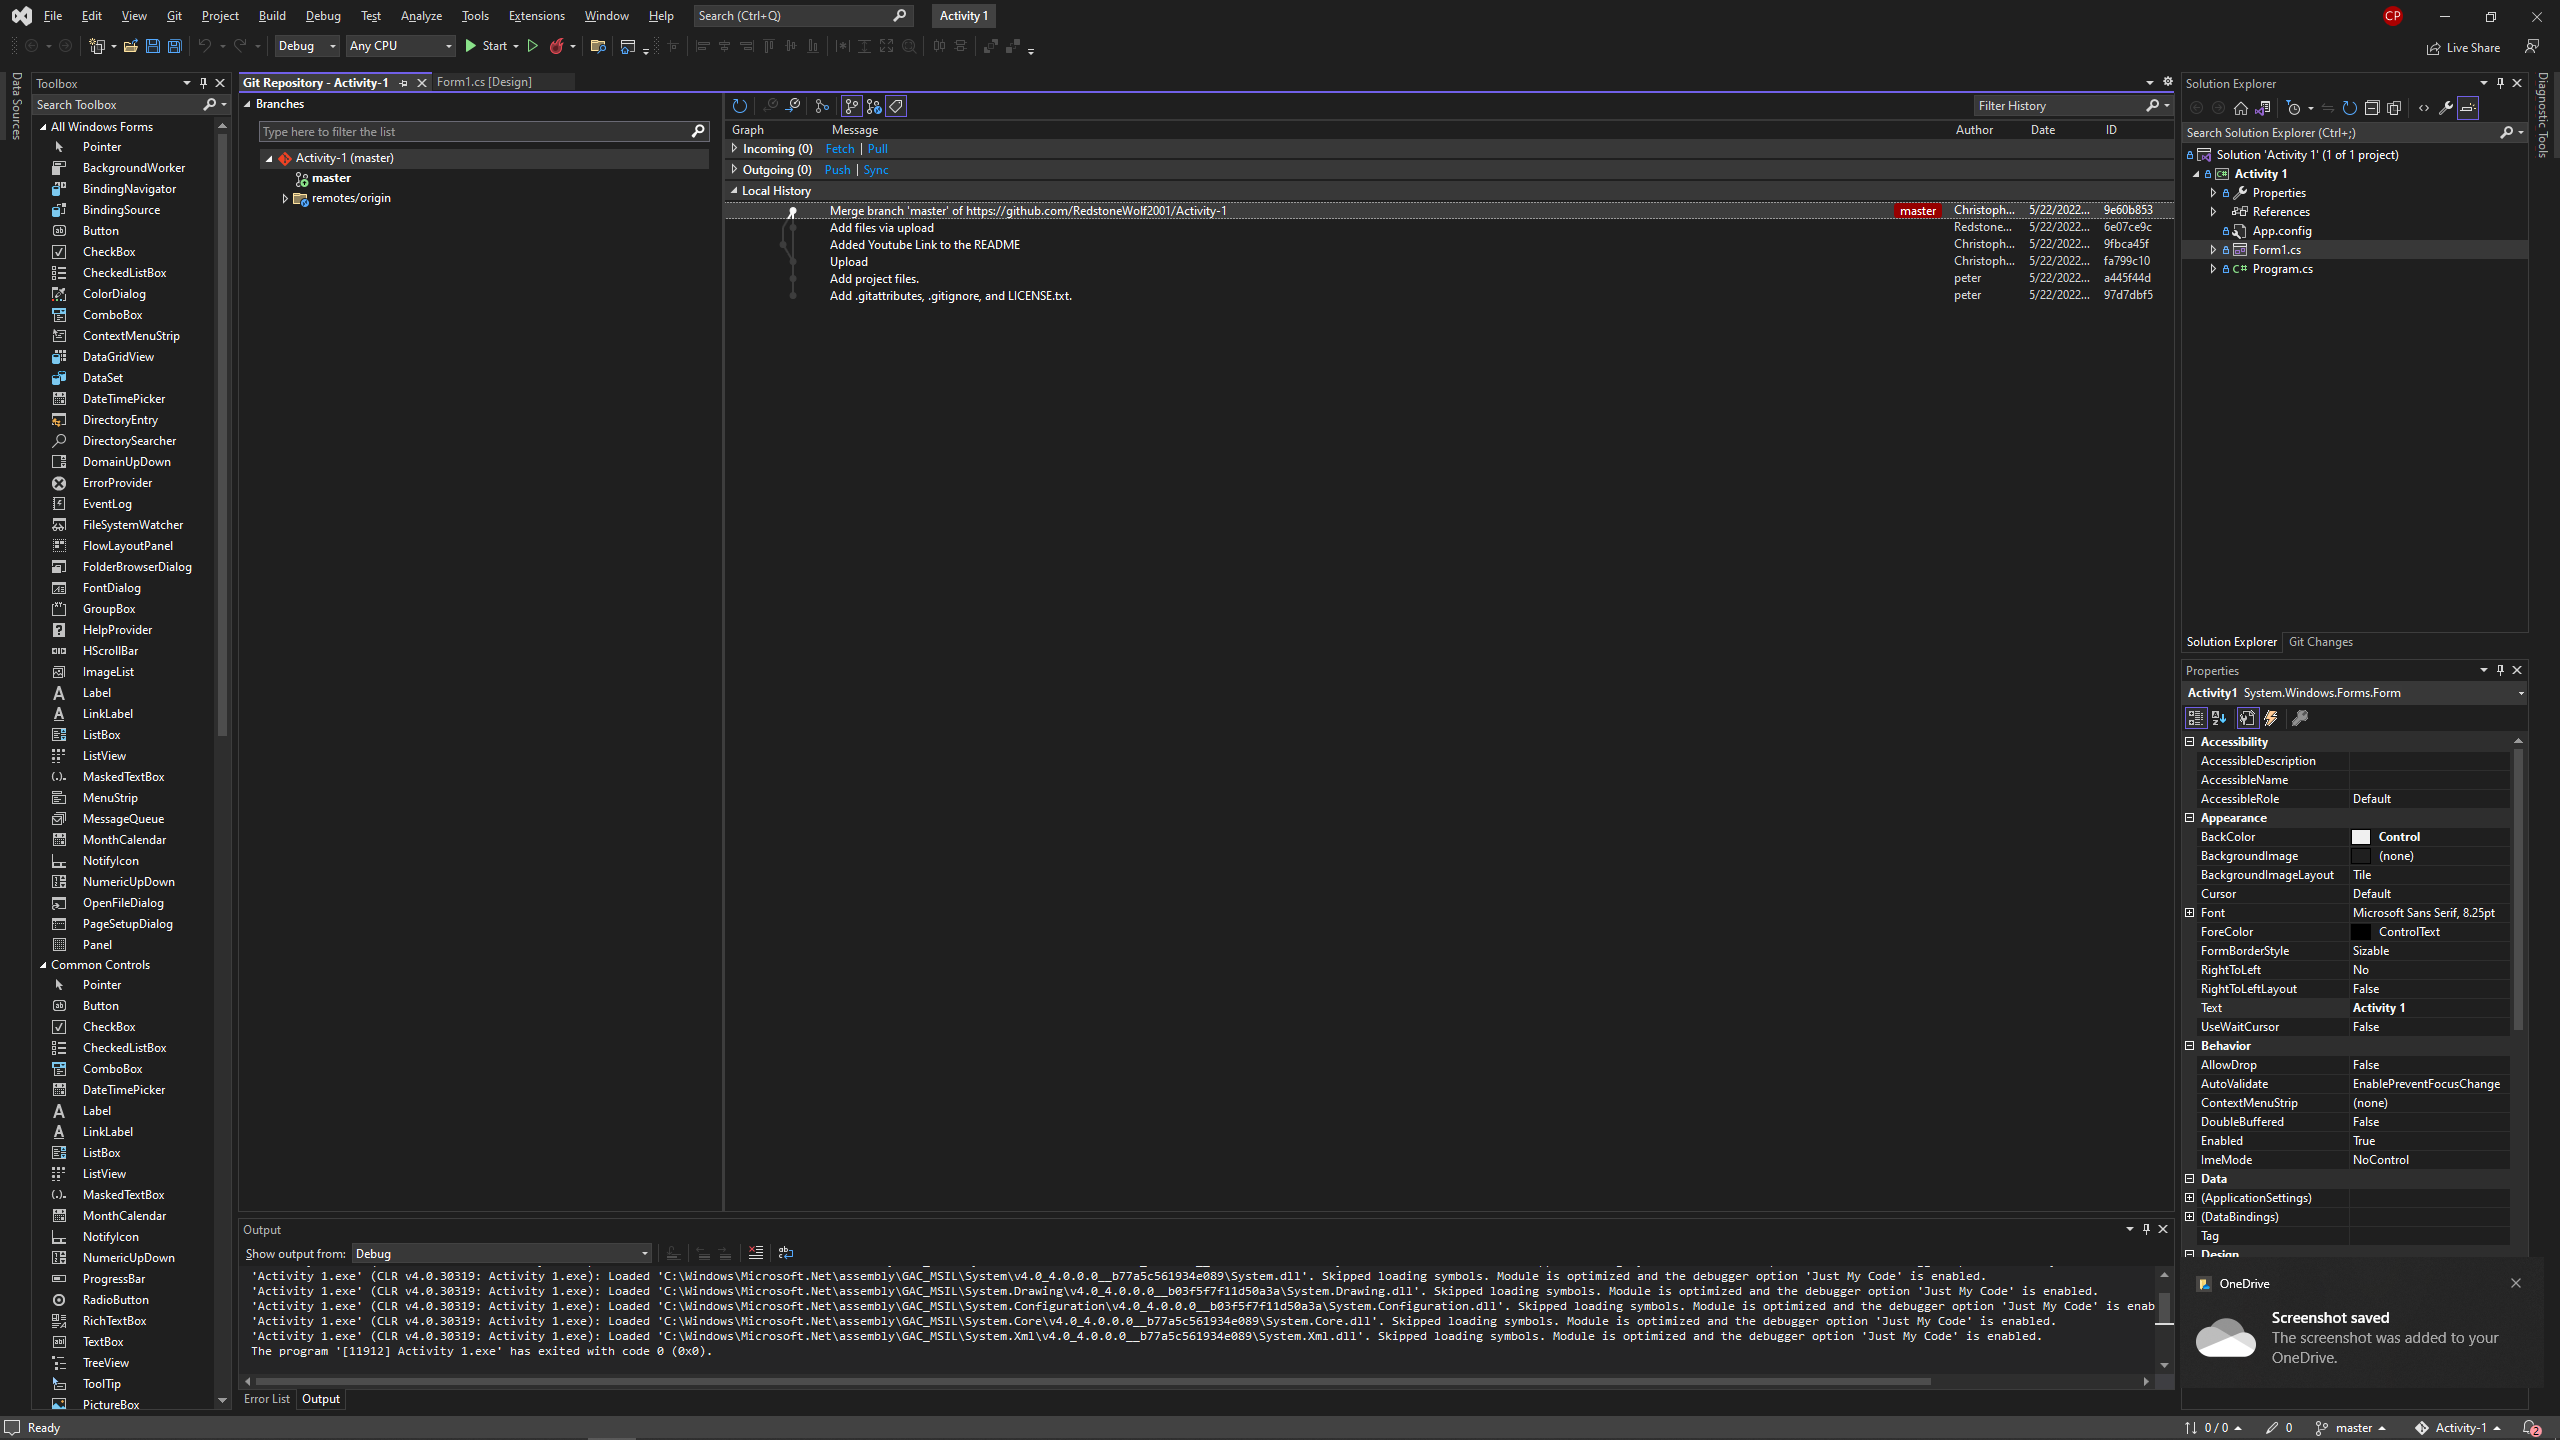 File Edit View Git Project Build Debug Test Analyze Tools Extensions Window Help Search (Ctrl+Q) Activity 1 CP
Debug Any CPU Start Live Share
Data Sources
Toolbox
Search Toolbox
All Windows Forms
Pointer
BackgroundWorker
BindingNavigator
BindingSource
Button
CheckBox
CheckedListBox
ColorDialog
ComboBox
ContextMenuStrip
DataGridView
DataSet
DateTimePicker
DirectoryEntry
DirectorySearcher
DomainUpDown
ErrorProvider
EventLog
FileSystemWatcher
FlowLayoutPanel
FolderBrowserDialog
FontDialog
GroupBox
HelpProvider
HScrollBar
ImageList
Label
LinkLabel
ListBox
ListView
MaskedTextBox
MenuStrip
MessageQueue
MonthCalendar
NotifyIcon
NumericUpDown
OpenFileDialog
PageSetupDialog
Panel
Common Controls
Pointer
Button
CheckBox
CheckedListBox
ComboBox
DateTimePicker
Label
LinkLabel
ListBox
ListView
MaskedTextBox
MonthCalendar
NotifyIcon
NumericUpDown
ProgressBar
RadioButton
RichTextBox
TextBox
TreeView
ToolTip
PictureBox
Git Repository - Activity-1 Form1.cs [Design]
Branches
Type here to filter the list
Activity-1 (master)
master
remotes/origin
Filter History
Graph Message Author Date ID
Incoming (0) Fetch | Pull
Outgoing (0) Push | Sync
Local History
Merge branch 'master' of https://github.com/RedstoneWolf2001/Activity-1 master Christoph... 5/22/2022... 9e60b853
Add files via upload Redstone... 5/22/2022... 6e07ce9c
Added Youtube Link to the README Christoph... 5/22/2022... 9fbca45f
Upload Christoph... 5/22/2022... fa799c10
Add project files. peter 5/22/2022... a445f44d
Add .gitattributes, .gitignore, and LICENSE.txt. peter 5/22/2022... 97d7dbf5
Output
Show output from: Debug
'Activity 1.exe' (CLR v4.0.30319: Activity 1.exe): Loaded 'C:\Windows\Microsoft.Net\assembly\GAC_MSIL\System\v4.0_4.0.0.0__b77a5c561934e089\System.dll'. Skipped loading symbols. Module is optimized and the debugger option 'Just My Code' is enabled.
'Activity 1.exe' (CLR v4.0.30319: Activity 1.exe): Loaded 'C:\Windows\Microsoft.Net\assembly\GAC_MSIL\System.Drawing\v4.0_4.0.0.0__b03f5f7f11d50a3a\System.Drawing.dll'. Skipped loading symbols. Module is optimized and the debugger option 'Just My Code' is enabled.
'Activity 1.exe' (CLR v4.0.30319: Activity 1.exe): Loaded 'C:\Windows\Microsoft.Net\assembly\GAC_MSIL\System.Configuration\v4.0_4.0.0.0__b03f5f7f11d50a3a\System.Configuration.dll'. Skipped loading symbols. Module is optimized and the debugger option 'Just My Code' is enab
'Activity 1.exe' (CLR v4.0.30319: Activity 1.exe): Loaded 'C:\Windows\Microsoft.Net\assembly\GAC_MSIL\System.Core\v4.0_4.0.0.0__b77a5c561934e089\System.Core.dll'. Skipped loading symbols. Module is optimized and the debugger option 'Just My Code' is enabled.
'Activity 1.exe' (CLR v4.0.30319: Activity 1.exe): Loaded 'C:\Windows\Microsoft.Net\assembly\GAC_MSIL\System.Xml\v4.0_4.0.0.0__b77a5c561934e089\System.Xml.dll'. Skipped loading symbols. Module is optimized and the debugger option 'Just My Code' is enabled.
The program '[11912] Activity 1.exe' has exited with code 0 (0x0).
Error List Output
Solution Explorer
Search Solution Explorer (Ctrl+;)
Solution 'Activity 1' (1 of 1 project)
Activity 1
Properties
References
App.config
Form1.cs
Program.cs
Solution Explorer Git Changes
Diagnostic Tools
Properties
Activity1 System.Windows.Forms.Form
Accessibility
AccessibleDescription
AccessibleName
AccessibleRole Default
Appearance
BackColor Control
BackgroundImage (none)
BackgroundImageLayout Tile
Cursor Default
Font Microsoft Sans Serif, 8.25pt
ForeColor ControlText
FormBorderStyle Sizable
RightToLeft No
RightToLeftLayout False
Text Activity 1
UseWaitCursor False
Behavior
AllowDrop False
AutoValidate EnablePreventFocusChange
ContextMenuStrip (none)
DoubleBuffered False
Enabled True
ImeMode NoControl
Data
(ApplicationSettings)
(DataBindings)
Tag
Design
OneDrive
Screenshot saved
The screenshot was added to your
OneDrive.
Ready 0 / 0 0 master Activity-1 2